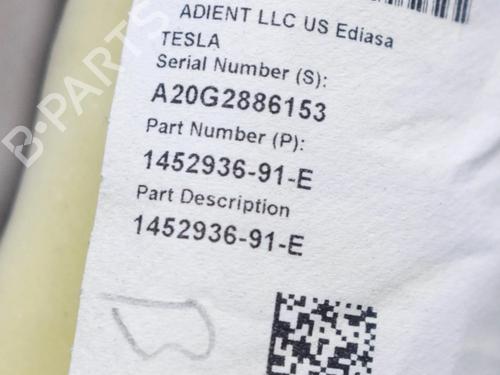 ADIENT LLC US Ediasa
TESLA
Serial Number (S):
A20G2886153
Part Number (P):
1452936-91-E
Part Description
1452936-91-E
B-PARTS